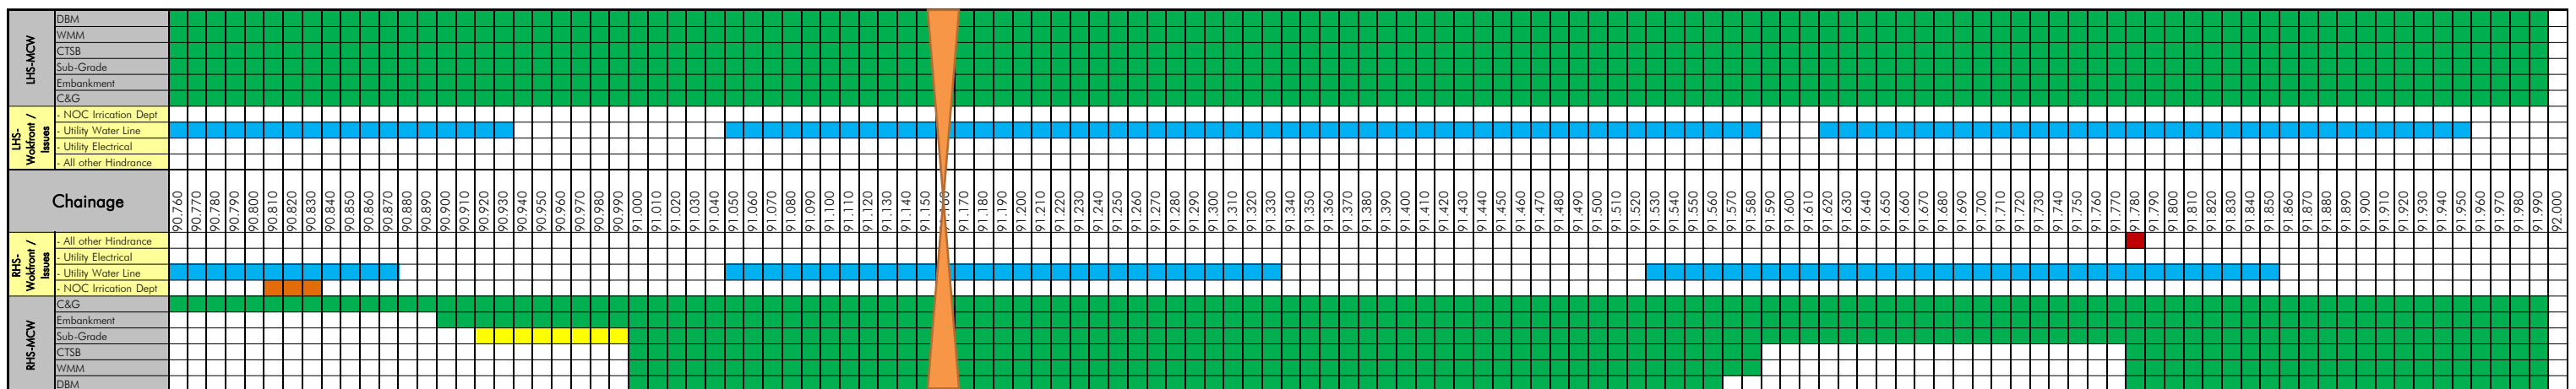 LHS-MCW
DBM
WMM
CTSB
Sub-Grade
Embankment
C&G
LHS-
Wokfront /
Issues
- NOC Irrication Dept
- Utility Water Line
- Utility Electrical
- All other Hindrance
Chainage
90.760 90.770 90.780 90.790 90.800 90.810 90.820 90.830 90.840 90.850 90.860 90.870 90.880 90.890 90.900 90.910 90.920 90.930 90.940 90.950 90.960 90.970 90.980 90.990 91.000 91.010 91.020 91.030 91.040 91.050 91.060 91.070 91.080 91.090 91.100 91.110 91.120 91.130 91.140 91.150 91.170 91.180 91.190 91.200 91.210 91.220 91.230 91.240 91.250 91.260 91.270 91.280 91.290 91.300 91.310 91.320 91.330 91.340 91.350 91.360 91.370 91.380 91.390 91.400 91.410 91.420 91.430 91.440 91.450 91.460 91.470 91.480 91.490 91.500 91.510 91.520 91.530 91.540 91.550 91.560 91.570 91.580 91.590 91.600 91.610 91.620 91.630 91.640 91.650 91.660 91.670 91.680 91.690 91.700 91.710 91.720 91.730 91.740 91.750 91.760 91.770 91.780 91.790 91.800 91.810 91.820 91.830 91.840 91.850 91.860 91.870 91.880 91.890 91.900 91.910 91.920 91.930 91.940 91.950 91.960 91.970 91.980 91.990 92.000
RHS-
Wokfront /
Issues
- All other Hindrance
- Utility Electrical
- Utility Water Line
- NOC Irrication Dept
RHS-MCW
C&G
Embankment
Sub-Grade
CTSB
WMM
DBM